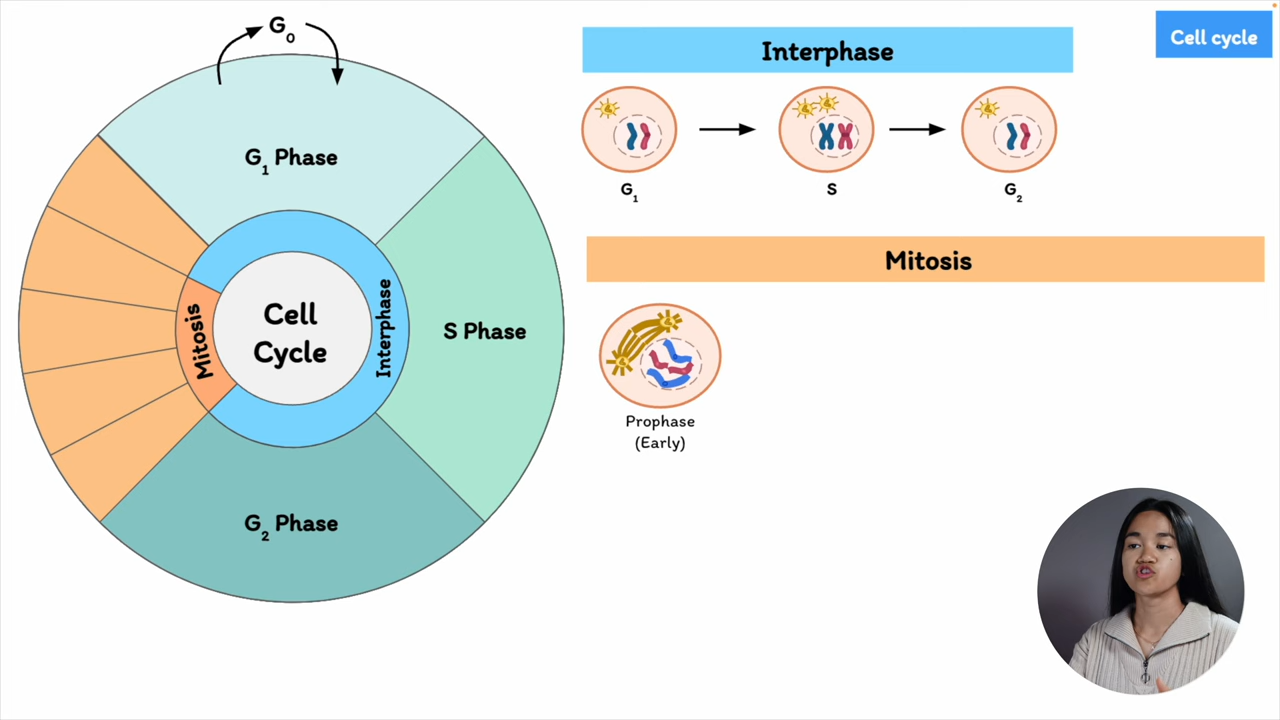 G₀
Cell cycle
Interphase
G₁ Phase
G₁
S
G₂
Mitosis
Cell
Cycle
Mitosis
Interphase
S Phase
Prophase
(Early)
G₂ Phase